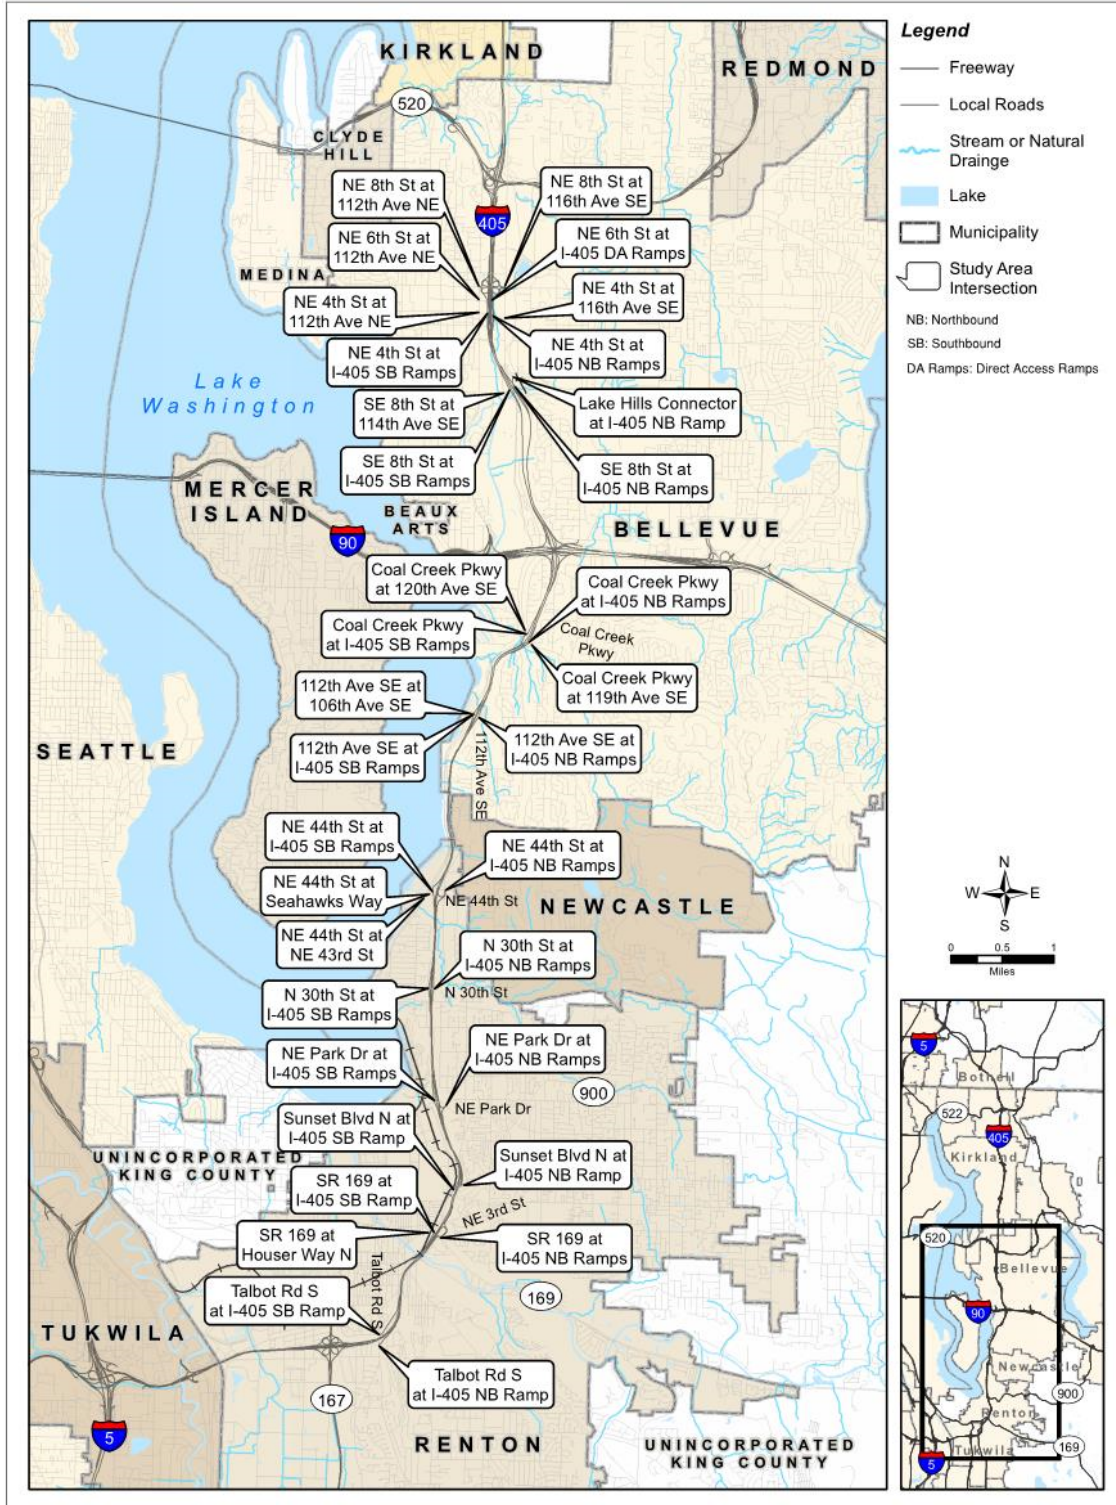 KIRKLAND
REDMOND
520
CLYDE
HILL
NE 8th St at
112th Ave NE
NE 8th St at
116th Ave SE
405
NE 6th St at
112th Ave NE
NE 6th St at
I-405 DA Ramps
MEDINA
NE 4th St at
112th Ave NE
NE 4th St at
116th Ave SE
NE 4th St at
I-405 SB Ramps
NE 4th St at
I-405 NB Ramps
Lake
Washington
SE 8th St at
114th Ave SE
Lake Hills Connector
at I-405 NB Ramp
SE 8th St at
I-405 SB Ramps
SE 8th St at
I-405 NB Ramps
MERCER
ISLAND
BEAUX
ARTS
BELLEVUE
90
Coal Creek Pkwy
at 120th Ave SE
Coal Creek Pkwy
at I-405 NB Ramps
Coal Creek Pkwy
at I-405 SB Ramps
Coal Creek
Pkwy
Coal Creek Pkwy
at 119th Ave SE
112th Ave SE at
106th Ave SE
112th Ave SE at
I-405 SB Ramps
112th Ave SE at
I-405 NB Ramps
112th Ave SE
SEATTLE
NE 44th St at
I-405 SB Ramps
NE 44th St at
I-405 NB Ramps
NE 44th St at
Seahawks Way
NE 44th St
NEWCASTLE
NE 44th St at
NE 43rd St
N 30th St at
I-405 NB Ramps
N 30th St at
I-405 SB Ramps
N 30th St
NE Park Dr at
I-405 SB Ramps
NE Park Dr at
I-405 NB Ramps
900
NE Park Dr
Sunset Blvd N at
I-405 SB Ramp
UNINCORPORATED
KING COUNTY
Sunset Blvd N at
I-405 NB Ramp
SR 169 at
I-405 SB Ramp
NE 3rd St
SR 169 at
Houser Way N
SR 169 at
I-405 NB Ramps
Talbot Rd S
Talbot Rd S
at I-405 SB Ramp
169
TUKWILA
Talbot Rd S
at I-405 NB Ramp
167
5
RENTON
UNINCORPORATED
KING COUNTY
Legend
Freeway
Local Roads
Stream or Natural
Drainge
Lake
Municipality
Study Area
Intersection
NB: Northbound
SB: Southbound
DA Ramps: Direct Access Ramps
N
W E
S
0 0.5 1
Miles
5
Bothell
522
405
Kirkland
D
520
Bellevue
90
Newcastle
900
Renton
169
Tukwila
5